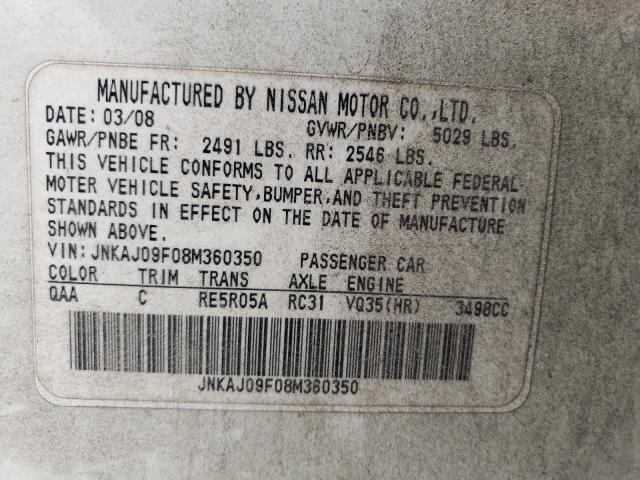 MANUFACTURED BY NISSAN MOTOR CO.,LTD.
DATE: 03/08 GVWR/PNBV: 5029 LBS.
GAWR/PNBE FR: 2491 LBS. RR: 2546 LBS.
THIS VEHICLE CONFORMS TO ALL APPLICABLE FEDERAL
MOTER VEHICLE SAFETY,BUMPER,AND THEFT PREVENTION
STANDARDS IN EFFECT ON THE DATE OF MANUFACTURE
SHOWN ABOVE.
VIN: JNKAJ09F08M360350 PASSENGER CAR
COLOR TRIM TRANS AXLE ENGINE
QAA C RE5R05A RC31 VQ35(HR) 3498CC
JNKAJ09F08M360350